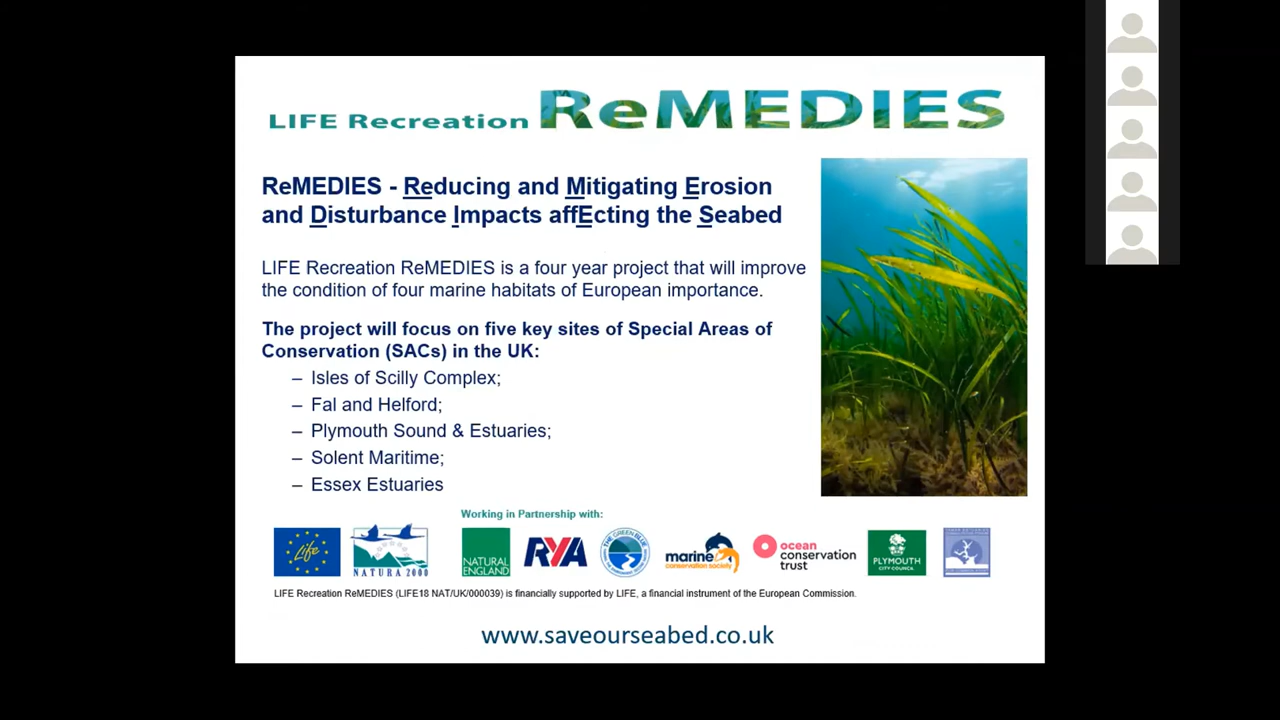 LIFE Recreation ReMEDIES
ReMEDIES - Reducing and Mitigating Erosion
and Disturbance Impacts affEcting the Seabed
LIFE Recreation ReMEDIES is a four year project that will improve
the condition of four marine habitats of European importance.
The project will focus on five key sites of Special Areas of
Conservation (SACs) in the UK:
– Isles of Scilly Complex;
– Fal and Helford;
– Plymouth Sound & Estuaries;
– Solent Maritime;
– Essex Estuaries
Working in Partnership with:
Life
NATURA 2000
NATURAL
ENGLAND
RYA
THE GREEN BLUE
marine
conservation society
ocean
conservation
trust
PLYMOUTH
CITY COUNCIL
LIFE Recreation ReMEDIES (LIFE18 NAT/UK/000039) is financially supported by LIFE, a financial instrument of the European Commission.
www.saveourseabed.co.uk